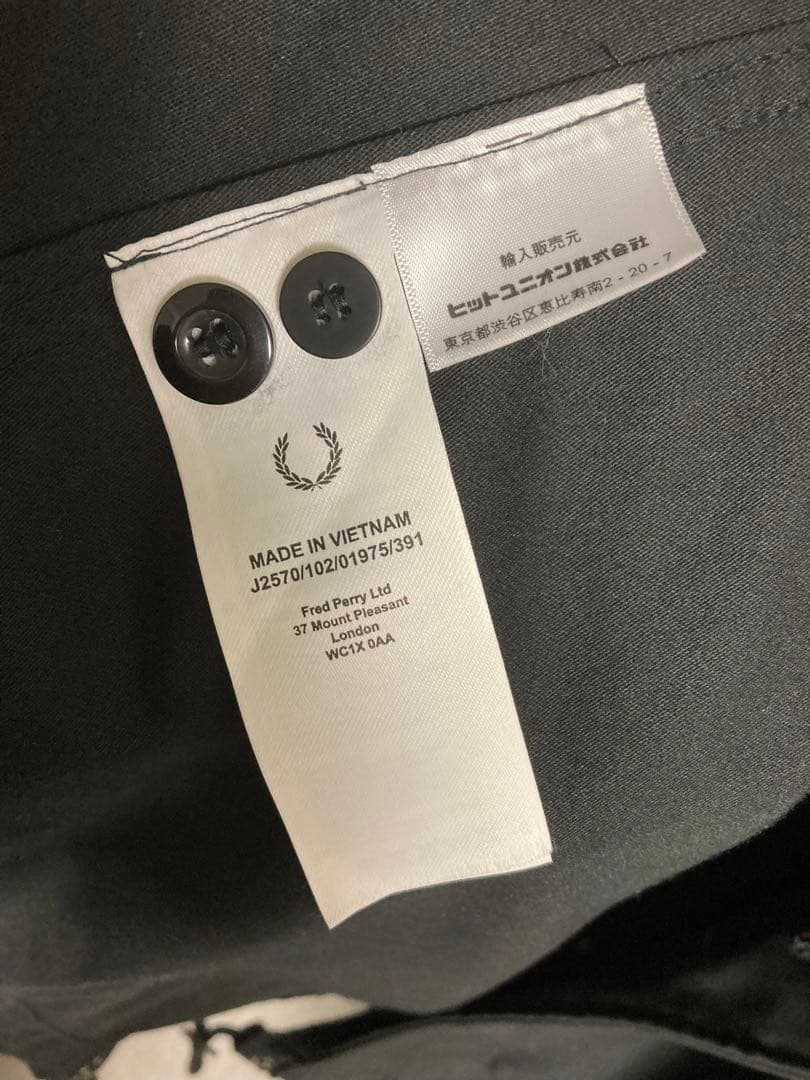 輸入販売元
ヒットユニオン株式会社
東京都渋谷区恵比寿南2-20-7
MADE IN VIETNAM
J2570/102/01975/391
Fred Perry Ltd
37 Mount Pleasant
London
WC1X 0AA